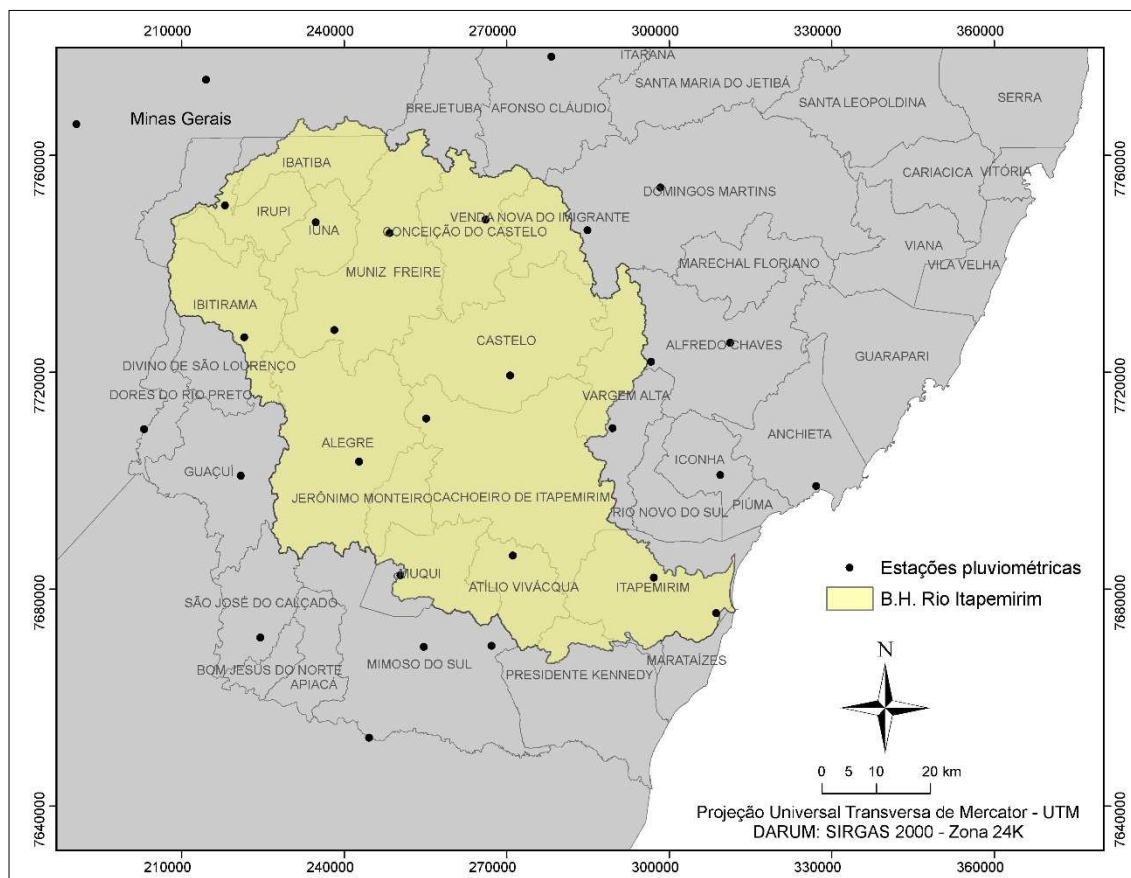 210000 240000 270000 300000 330000 360000
ITARANA
SANTA MARIA DO JETIBÁ
BREJETUBA AFONSO CLÁUDIO
SANTA LEOPOLDINA
SERRA
Minas Gerais
7760000
7760000
IBATIBA
CARIACICA VITÓRIA
DOMINGOS MARTINS
IRUPI
VENDA NOVA DO IMIGRANTE
IUNA
CONCEIÇÃO DO CASTELO
VIANA
VILA VELHA
MARECHAL FLORIANO
MUNIZ FREIRE
IBITIRAMA
CASTELO
ALFREDO CHAVES
GUARAPARI
DIVINO DE SÃO LOURENÇO
7720000
7720000
DORES DO RIO PRETO
VARGEM ALTA
ANCHIETA
ALEGRE
ICONHA
GUAÇUÍ
JERÔNIMO MONTEIRO
CACHOEIRO DE ITAPEMIRIM
PIÚMA
RIO NOVO DO SUL
Estações pluviométricas
MUQUI
ATÍLIO VIVÁCQUA
ITAPEMIRIM
B.H. Rio Itapemirim
7680000
7680000
SÃO JOSÉ DO CALÇADO
N
MIMOSO DO SUL
MARATAÍZES
BOM JESUS DO NORTE
PRESIDENTE KENNEDY
APIACÁ
0 5 10 20 km
7640000
7640000
Projeção Universal Transversa de Mercator - UTM
DARUM: SIRGAS 2000 - Zona 24K
210000 240000 270000 300000 330000 360000